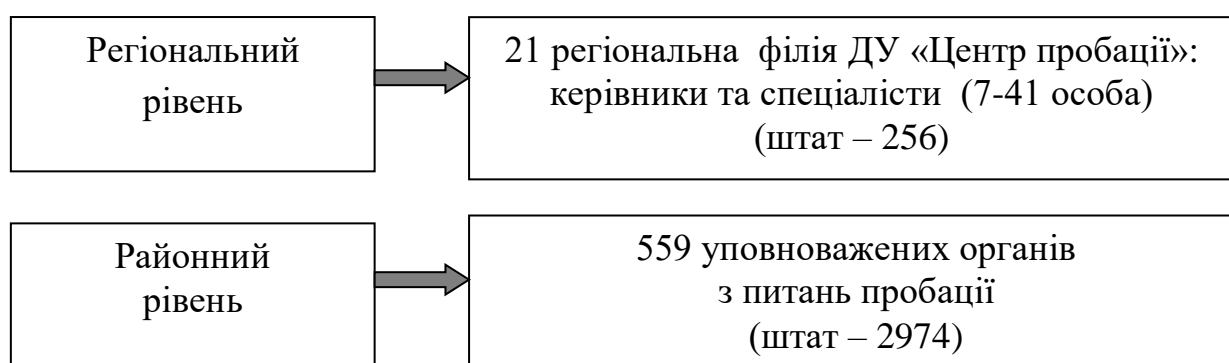 Регіональний
рівень
21 регіональна філія ДУ «Центр пробації»:
керівники та спеціалісти (7-41 особа)
(штат – 256)
Районний
рівень
559 уповноважених органів
з питань пробації
(штат – 2974)